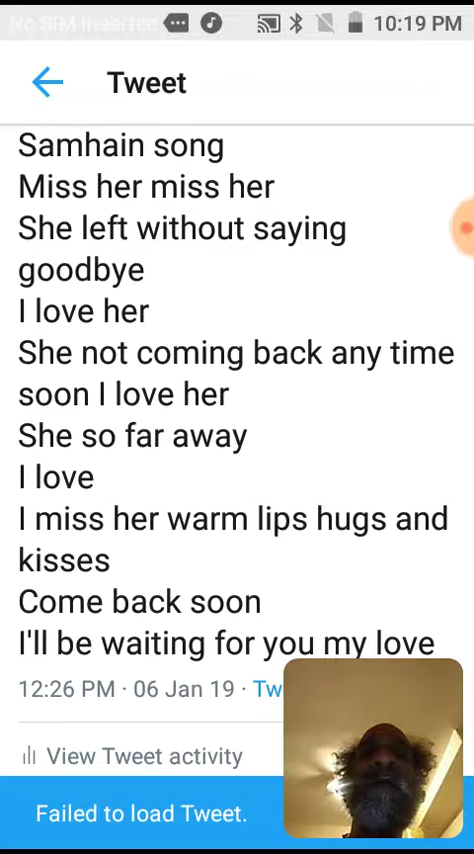 No SIM inserted 10:19 PM
Tweet
Samhain song
Miss her miss her
She left without saying
goodbye
I love her
She not coming back any time
soon I love her
She so far away
I love
I miss her warm lips hugs and
kisses
Come back soon
I'll be waiting for you my love
12:26 PM · 06 Jan 19 · Tw
View Tweet activity
Failed to load Tweet.